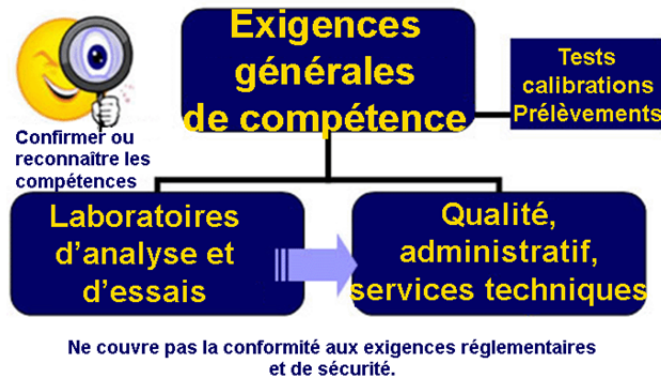 Exigences
générales
de compétence
Tests
calibrations
Prélèvements
Confirmer ou
reconnaître les
compétences
Laboratoires
d'analyse et
d'essais
Qualité,
administratif,
services techniques
Ne couvre pas la conformité aux exigences réglementaires
et de sécurité.